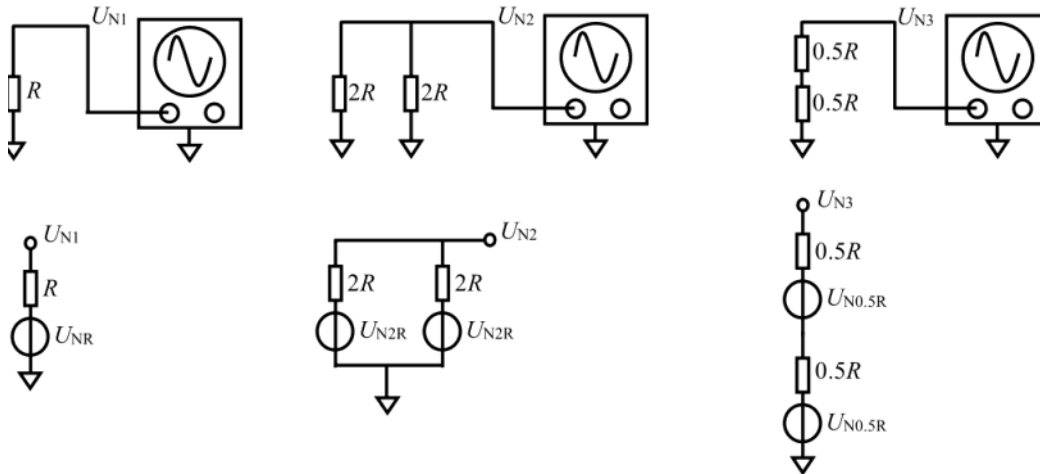 U_N1
R
U_N2
2R 2R
U_N3
0.5R
0.5R
U_N1
R
U_NR
U_N2
2R 2R
U_N2R U_N2R
U_N3
0.5R
U_N0.5R
0.5R
U_N0.5R